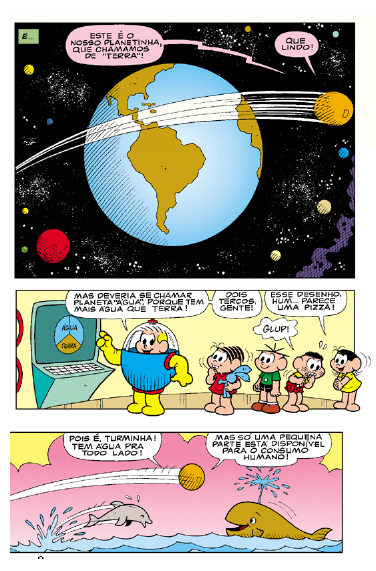 E...
ESTE É O
NOSSO PLANETINHA,
QUE CHAMAMOS
DE "TERRA"!
QUE
LINDO!
MAS DEVERIA SE CHAMAR
PLANETA "ÁGUA", PORQUE TEM
MAIS ÁGUA QUE TERRA!
DOIS
TERÇOS,
GENTE!
ESSE DESENHO,
HUM... PARECE
UMA PIZZA!
GLUP!
ÁGUA
TERRA
POIS É, TURMINHA!
TEM ÁGUA PRA
TODO LADO!
MAS SÓ UMA PEQUENA
PARTE ESTÁ DISPONÍVEL
PARA O CONSUMO
HUMANO!